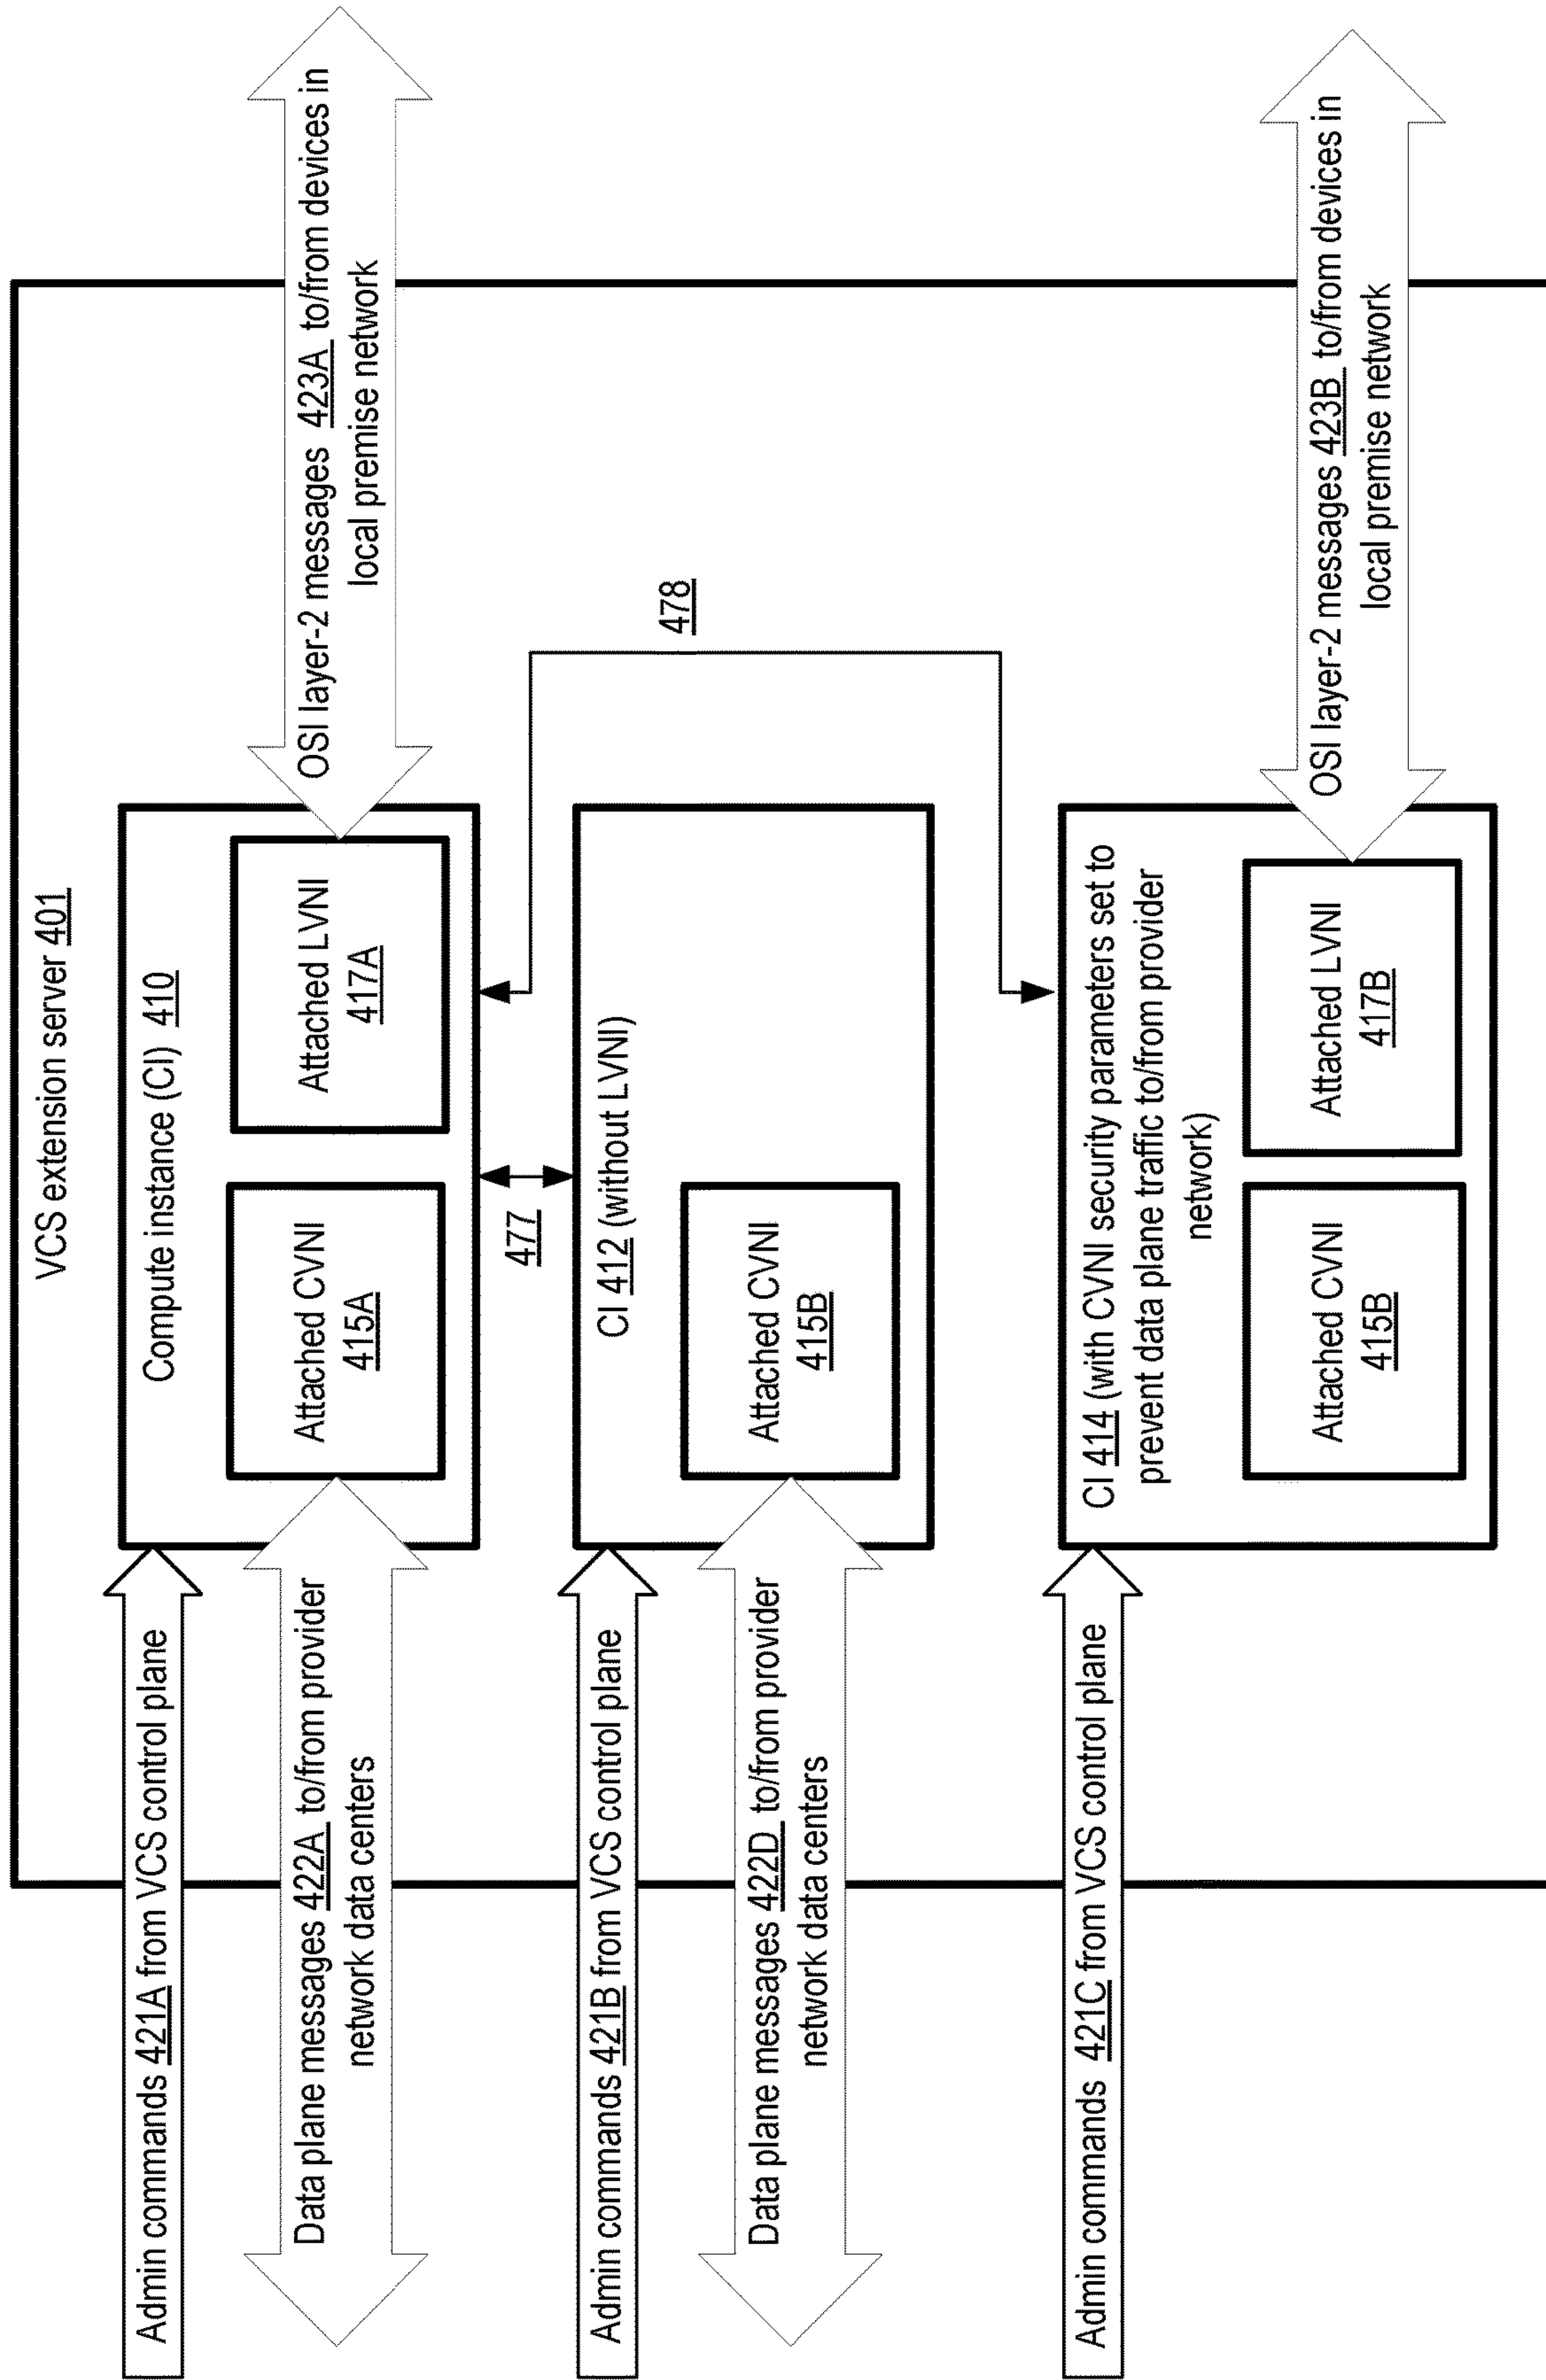 VCS extension server 401
Admin commands 421A from VCS control plane
Data plane messages 422A to/from provider
network data centers
Compute instance (CI) 410
Attached CVNI
415A
Attached LVNI
417A
OSI layer-2 messages 423A to/from devices in
local premise network
477
478
Admin commands 421B from VCS control plane
Data plane messages 422D to/from provider
network data centers
CI 412 (without LVNI)
Attached CVNI
415B
Admin commands 421C from VCS control plane
CI 414 (with CVNI security parameters set to
prevent data plane traffic to/from provider
network)
Attached CVNI
415B
Attached LVNI
417B
OSI layer-2 messages 423B to/from devices in
local premise network